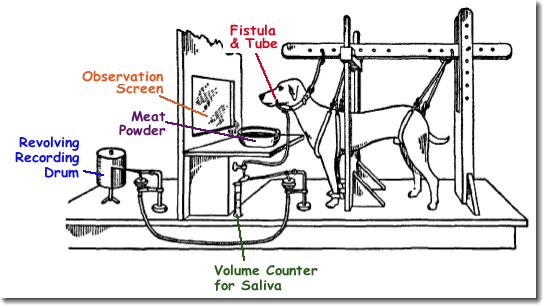 Fistula
& Tube
Observation
Screen
Meat
Powder
Revolving
Recording
Drum
Volume Counter
for Saliva